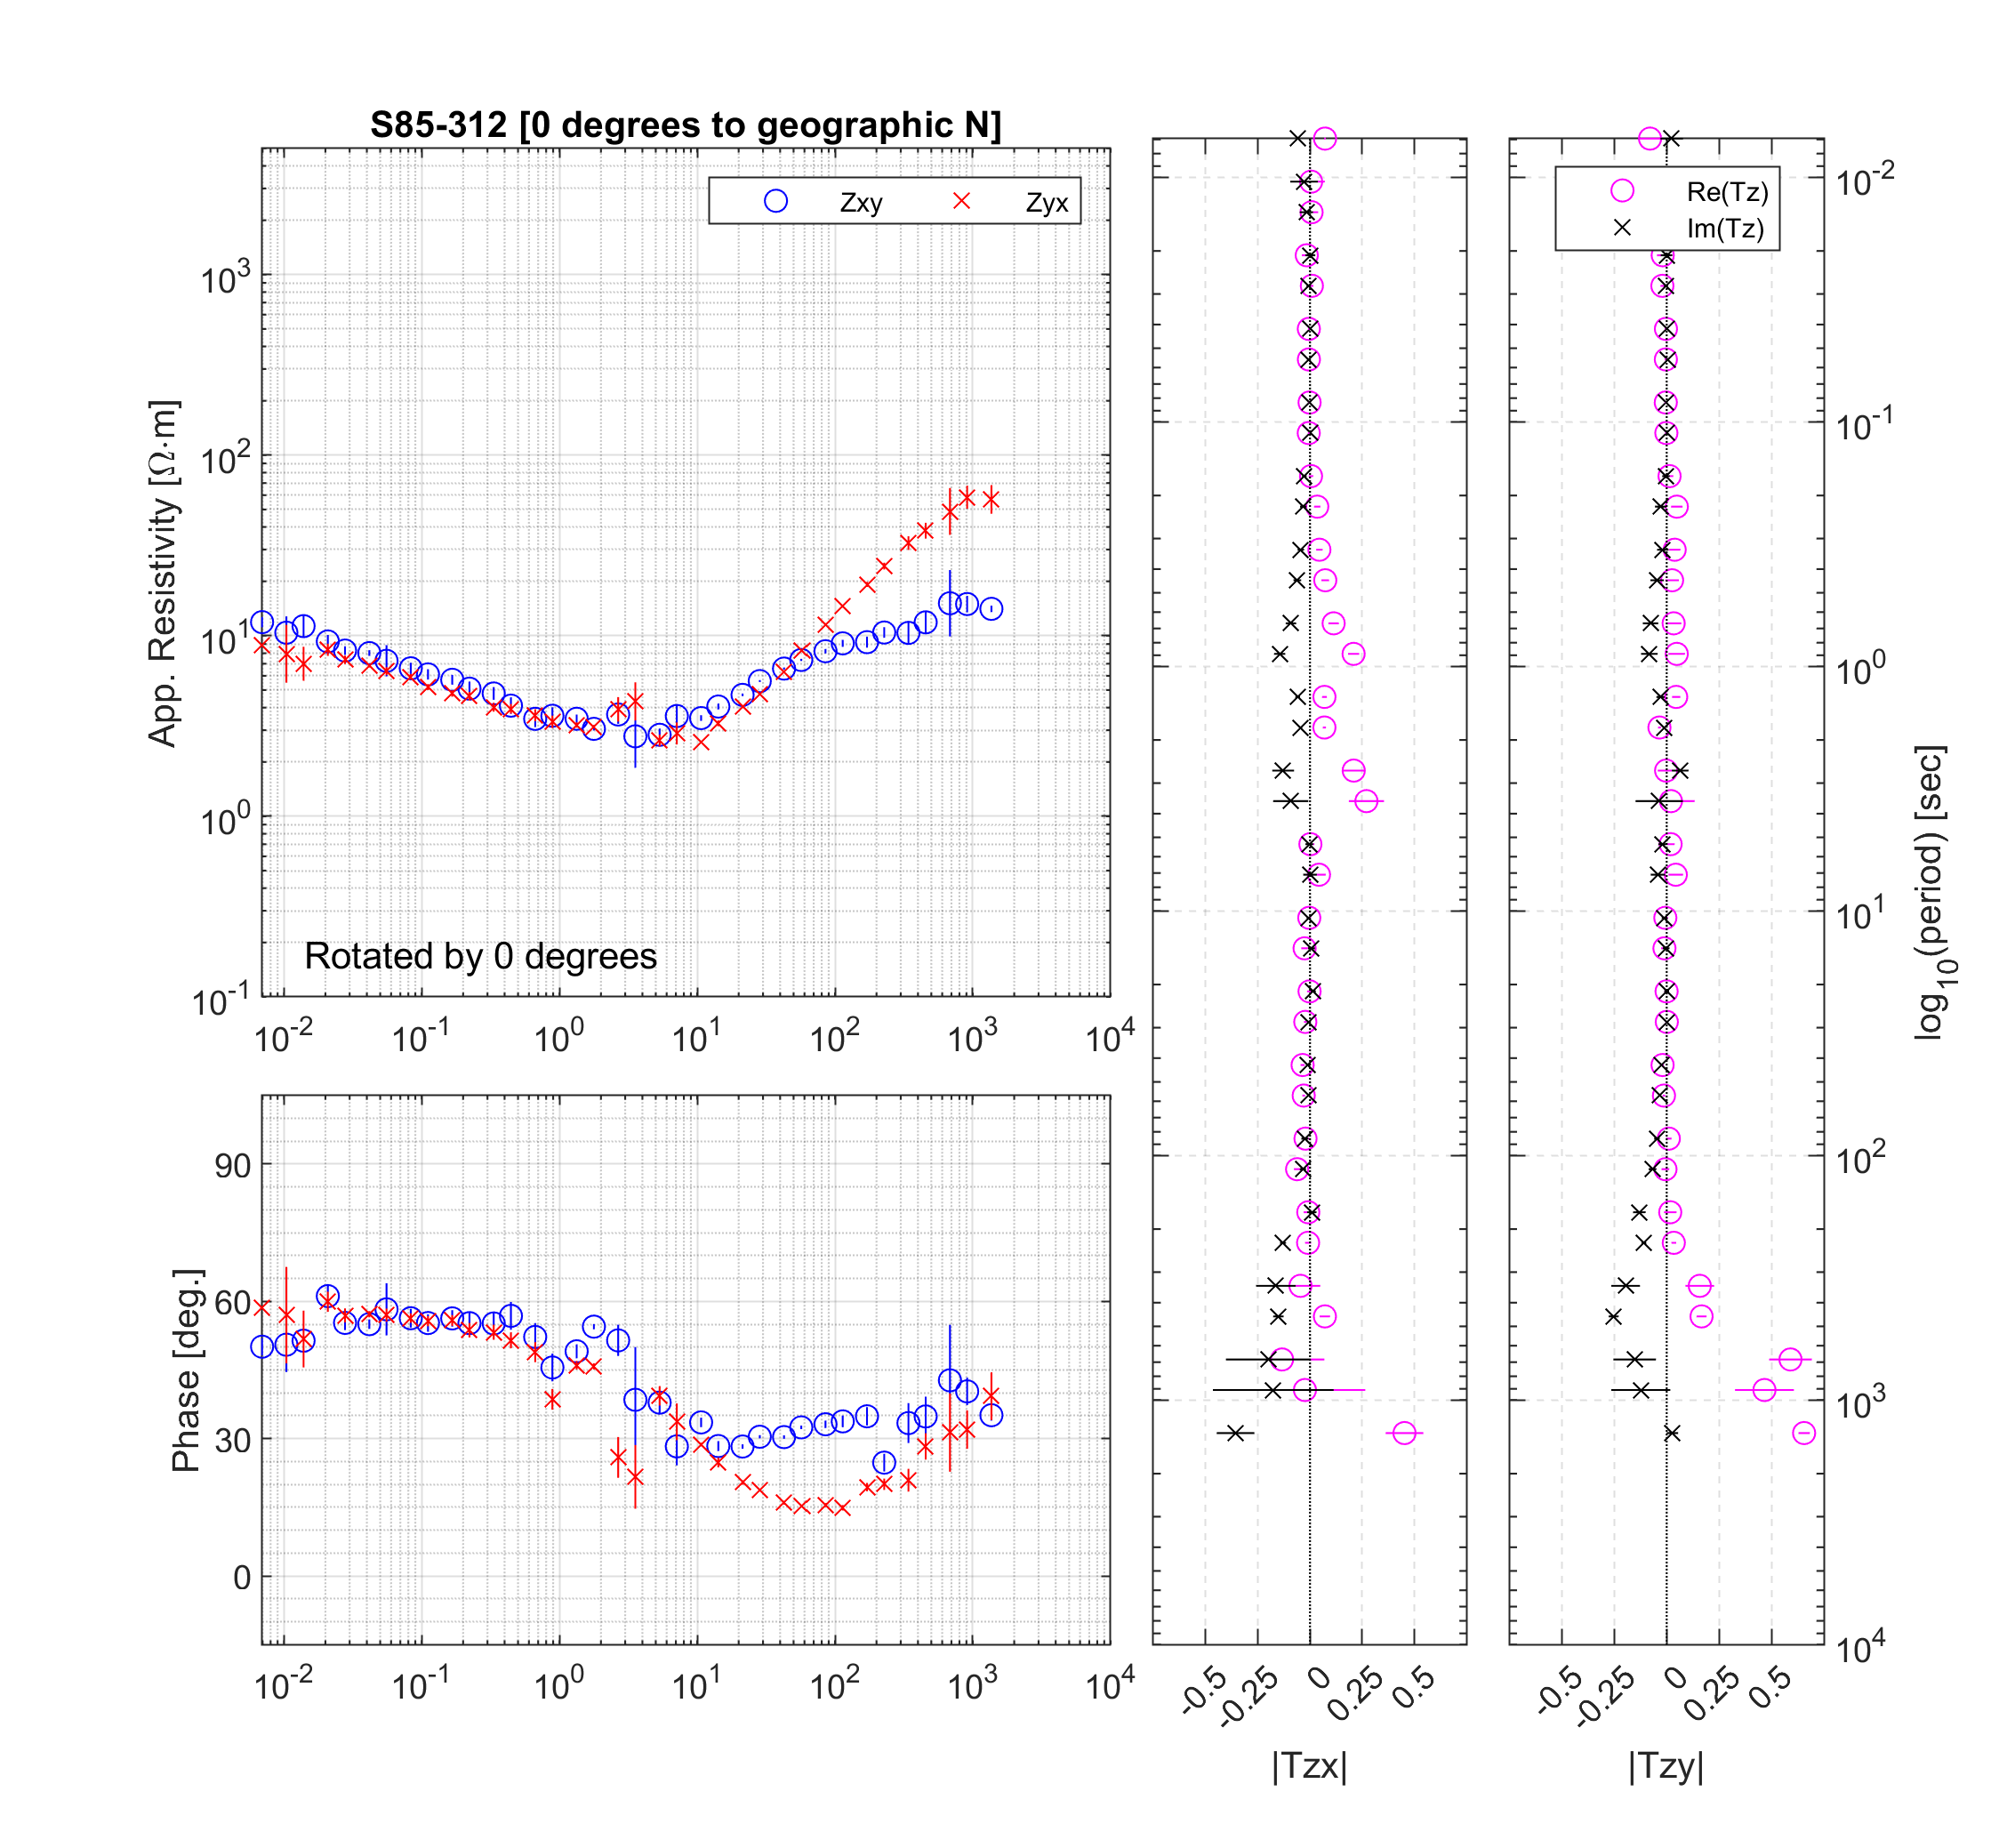 S85-312 [0 degrees to geographic N]
Zxy Zyx
App. Resistivity [Ω·m]
10^3
10^2
10^1
10^0
10^-1
Rotated by 0 degrees
10^-2 10^-1 10^0 10^1 10^2 10^3 10^4
Phase [deg.]
90
60
30
0
10^-2 10^-1 10^0 10^1 10^2 10^3 10^4
-0.5 -0.25 0 0.25 0.5
|Tzx|
Re(Tz)
Im(Tz)
-0.5 -0.25 0 0.25 0.5
|Tzy|
10^-2
10^-1
10^0
10^1
10^2
10^3
10^4
log10(period) [sec]